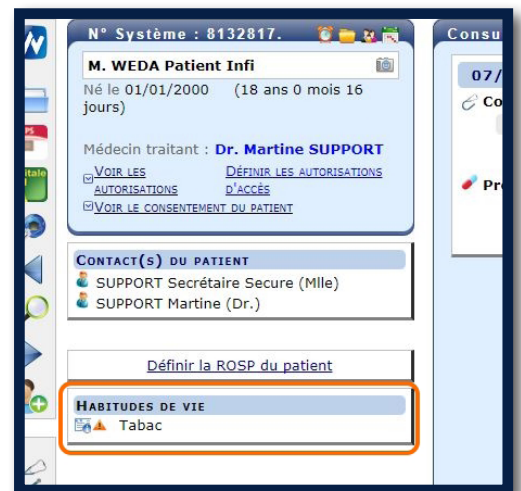 N° Système : 8132817.
M. WEDA Patient Infi
Né le 01/01/2000 (18 ans 0 mois 16
jours)
Médecin traitant : Dr. Martine SUPPORT
VOIR LES AUTORISATIONS
DÉFINIR LES AUTORISATIONS D'ACCÈS
VOIR LE CONSENTEMENT DU PATIENT
CONTACT(S) DU PATIENT
SUPPORT Secrétaire Secure (Mlle)
SUPPORT Martine (Dr.)
Définir la ROSP du patient
HABITUDES DE VIE
Tabac
Consu
07/
Co
Pr